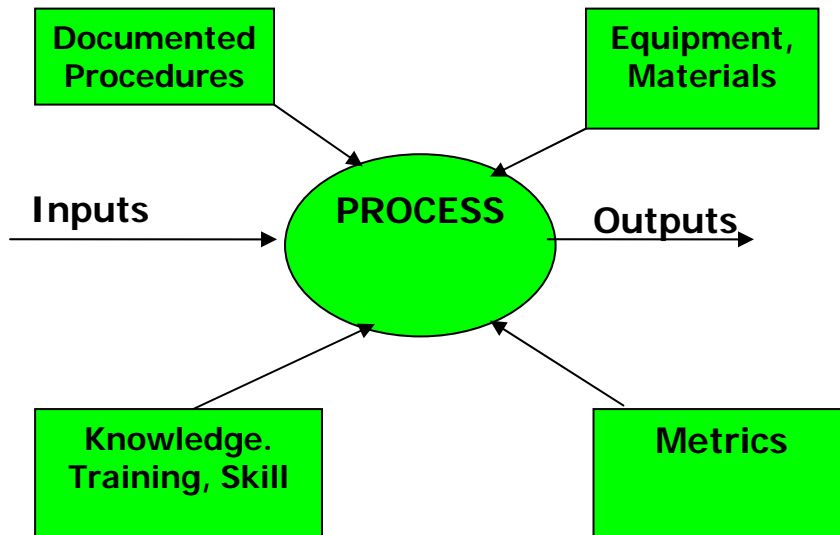 Documented
Procedures
Equipment,
Materials
Inputs
PROCESS
Outputs
Knowledge.
Training, Skill
Metrics